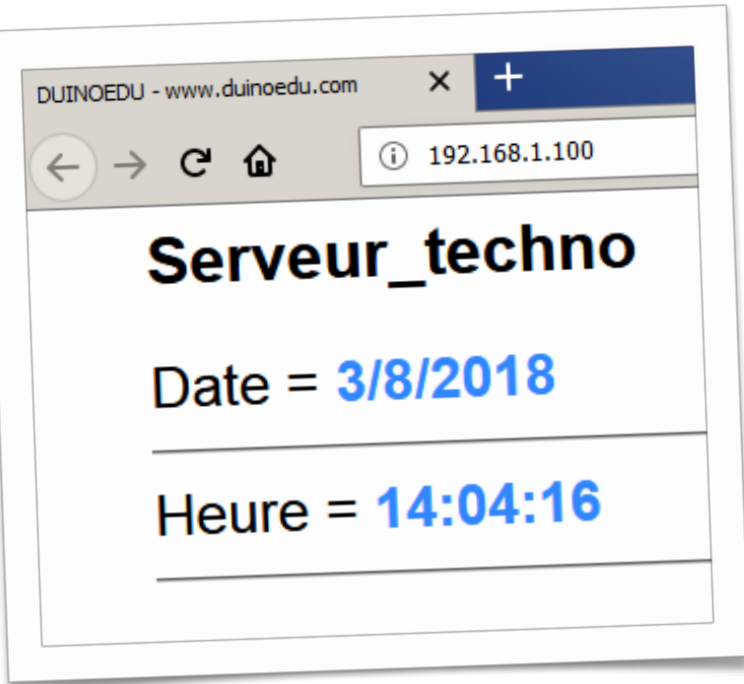 DUINOEDU - www.duinoedu.com
192.168.1.100
Serveur_techno
Date = 3/8/2018
Heure = 14:04:16